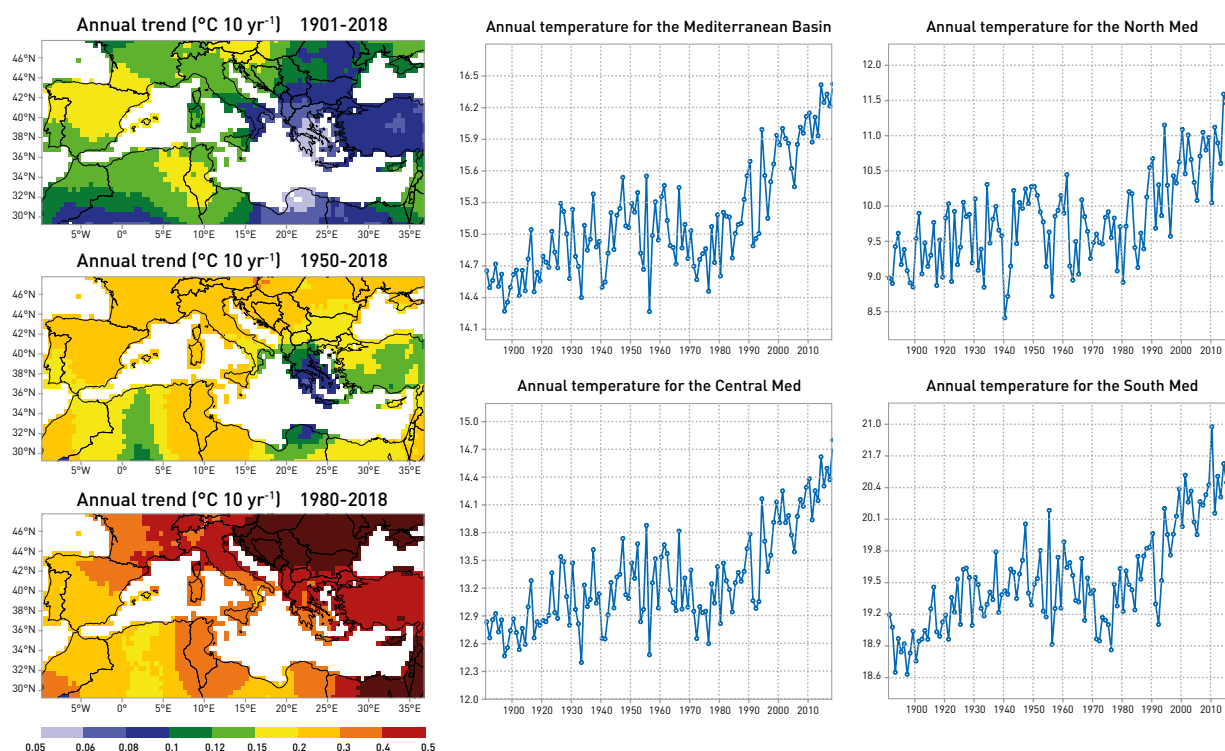 Annual trend (°C 10 yr⁻¹) 1901-2018
46°N
44°N
42°N
40°N
38°N
36°N
34°N
32°N
30°N
5°W 0° 5°E 10°E 15°E 20°E 25°E 30°E 35°E
Annual trend (°C 10 yr⁻¹) 1950-2018
46°N
44°N
42°N
40°N
38°N
36°N
34°N
32°N
30°N
5°W 0° 5°E 10°E 15°E 20°E 25°E 30°E 35°E
Annual trend (°C 10 yr⁻¹) 1980-2018
46°N
44°N
42°N
40°N
38°N
36°N
34°N
32°N
30°N
5°W 0° 5°E 10°E 15°E 20°E 25°E 30°E 35°E
0.05 0.06 0.08 0.1 0.12 0.15 0.2 0.3 0.4 0.5
Annual temperature for the Mediterranean Basin
16.5
16.2
15.9
15.6
15.3
15.0
14.7
14.4
14.1
1900 1910 1920 1930 1940 1950 1960 1970 1980 1990 2000 2010
Annual temperature for the North Med
12.0
11.5
11.0
10.5
10.0
9.5
9.0
8.5
1900 1910 1920 1930 1940 1950 1960 1970 1980 1990 2000 2010
Annual temperature for the Central Med
15.0
14.7
14.4
14.1
13.8
13.5
13.2
12.9
12.6
12.3
12.0
1900 1910 1920 1930 1940 1950 1960 1970 1980 1990 2000 2010
Annual temperature for the South Med
21.0
21.7
20.4
20.1
19.8
19.5
19.2
18.9
18.6
1900 1910 1920 1930 1940 1950 1960 1970 1980 1990 2000 2010